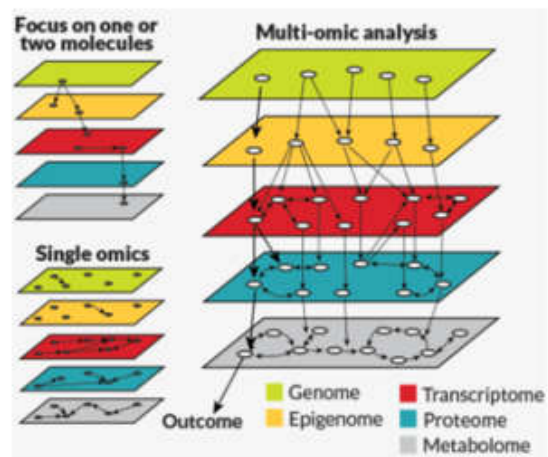 Focus on one or
two molecules
Multi-omic analysis
Single omics
Outcome
Genome
Epigenome
Transcriptome
Proteome
Metabolome